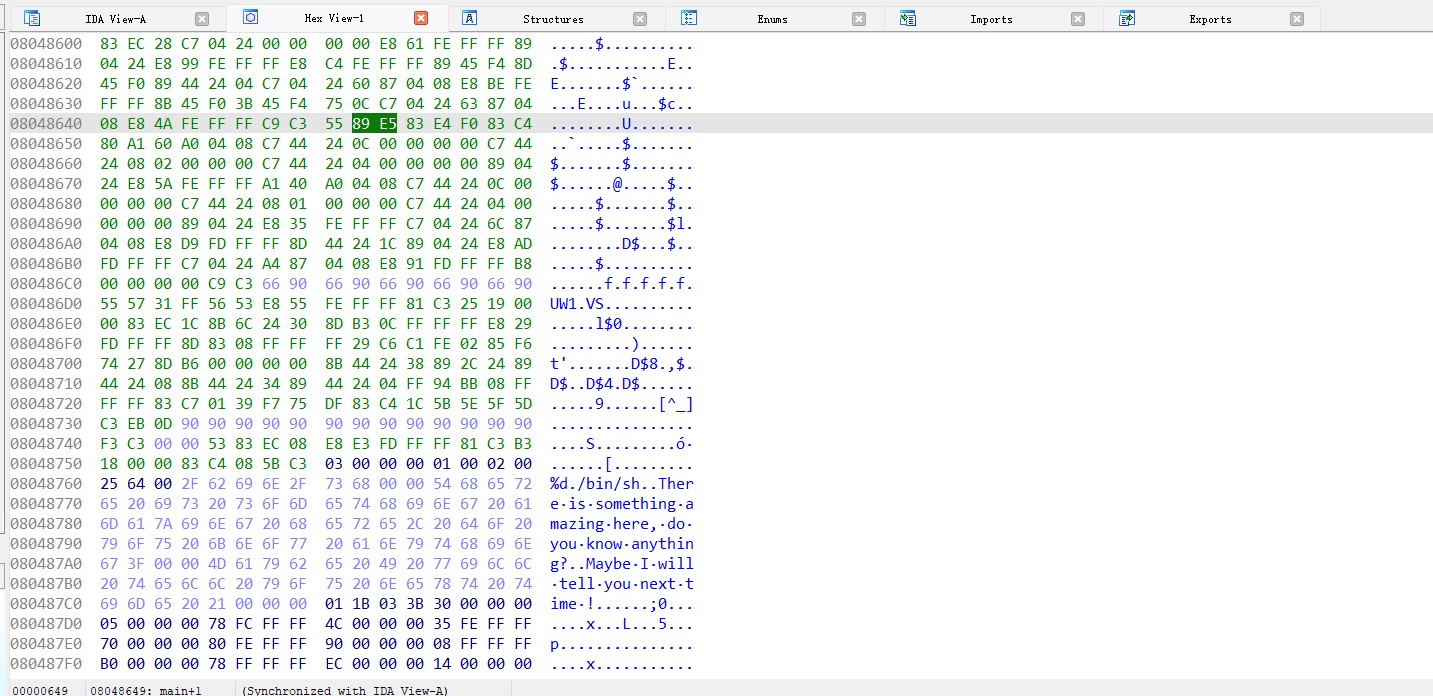 IDA View-A Hex View-1 Structures Enums Imports Exports
08048600 83 EC 28 C7 04 24 00 00 00 00 E8 61 FE FF FF 89 .....$..........
08048610 04 24 E8 99 FE FF FF E8 C4 FE FF FF 89 45 F4 8D .$...........E..
08048620 45 F0 89 44 24 04 C7 04 24 60 87 04 08 E8 BE FE E......$`......
08048630 FF FF 8B 45 F0 3B 45 F4 75 0C C7 04 24 63 87 04 ...E....u...$c..
08048640 08 E8 4A FE FF FF C9 C3 55 89 E5 83 E4 F0 83 C4 ........U.......
08048650 80 A1 60 A0 04 08 C7 44 24 0C 00 00 00 00 C7 44 ..`.....$.......
08048660 24 08 02 00 00 00 C7 44 24 04 00 00 00 00 89 04 $.......$.......
08048670 24 E8 5A FE FF FF A1 40 A0 04 08 C7 44 24 0C 00 $......@.....$..
08048680 00 00 00 C7 44 24 08 01 00 00 00 C7 44 24 04 00 .....$.......$..
08048690 00 00 00 89 04 24 E8 35 FE FF FF C7 04 24 6C 87 .....$.......$l.
080486A0 04 08 E8 D9 FD FF FF 8D 44 24 1C 89 04 24 E8 AD ........D$...$..
080486B0 FD FF FF C7 04 24 A4 87 04 08 E8 91 FD FF FF B8 .....$..........
080486C0 00 00 00 00 C9 C3 66 90 66 90 66 90 66 90 66 90 ......f.f.f.f.f.
080486D0 55 57 31 FF 56 53 E8 55 FE FF FF 81 C3 25 19 00 UW1.VS..........
080486E0 00 83 EC 1C 8B 6C 24 30 8D B3 0C FF FF FF E8 29 .....l$0........
080486F0 FD FF FF 8D 83 08 FF FF FF 29 C6 C1 FE 02 85 F6 .........)......
08048700 74 27 8D B6 00 00 00 00 8B 44 24 38 89 2C 24 89 t'.......D$8.,$.
08048710 44 24 08 8B 44 24 34 89 44 24 04 FF 94 BB 08 FF D$..D$4.D$......
08048720 FF FF 83 C7 01 39 F7 75 DF 83 C4 1C 5B 5E 5F 5D .....9......[^_]
08048730 C3 EB 0D 90 90 90 90 90 90 90 90 90 90 90 90 90 ................
08048740 F3 C3 00 00 53 83 EC 08 E8 E3 FD FF FF 81 C3 B3 ....S.........ó·
08048750 18 00 00 83 C4 08 5B C3 03 00 00 00 01 00 02 00 ......[.........
08048760 25 64 00 2F 62 69 6E 2F 73 68 00 00 54 68 65 72 %d./bin/sh..Ther
08048770 65 20 69 73 20 73 6F 6D 65 74 68 69 6E 67 20 61 e·is·something·a
08048780 6D 61 7A 69 6E 67 20 68 65 72 65 2C 20 64 6F 20 mazing·here,·do·
08048790 79 6F 75 20 6B 6E 6F 77 20 61 6E 79 74 68 69 6E you·know·anythin
080487A0 67 3F 00 00 4D 61 79 62 65 20 49 20 77 69 6C 6C g?..Maybe·I·will
080487B0 20 74 65 6C 6C 20 79 6F 75 20 6E 65 78 74 20 74 ·tell·you·next·t
080487C0 69 6D 65 20 21 00 00 00 01 1B 03 3B 30 00 00 00 ime·!......;0...
080487D0 05 00 00 00 78 FC FF FF 4C 00 00 00 35 FE FF FF ....x...L...5...
080487E0 70 00 00 00 80 FE FF FF 90 00 00 00 08 FF FF FF p...............
080487F0 B0 00 00 00 78 FF FF FF EC 00 00 00 14 00 00 00 ....x...........
00000649 08048649: main+1 (Synchronized with IDA View-A)